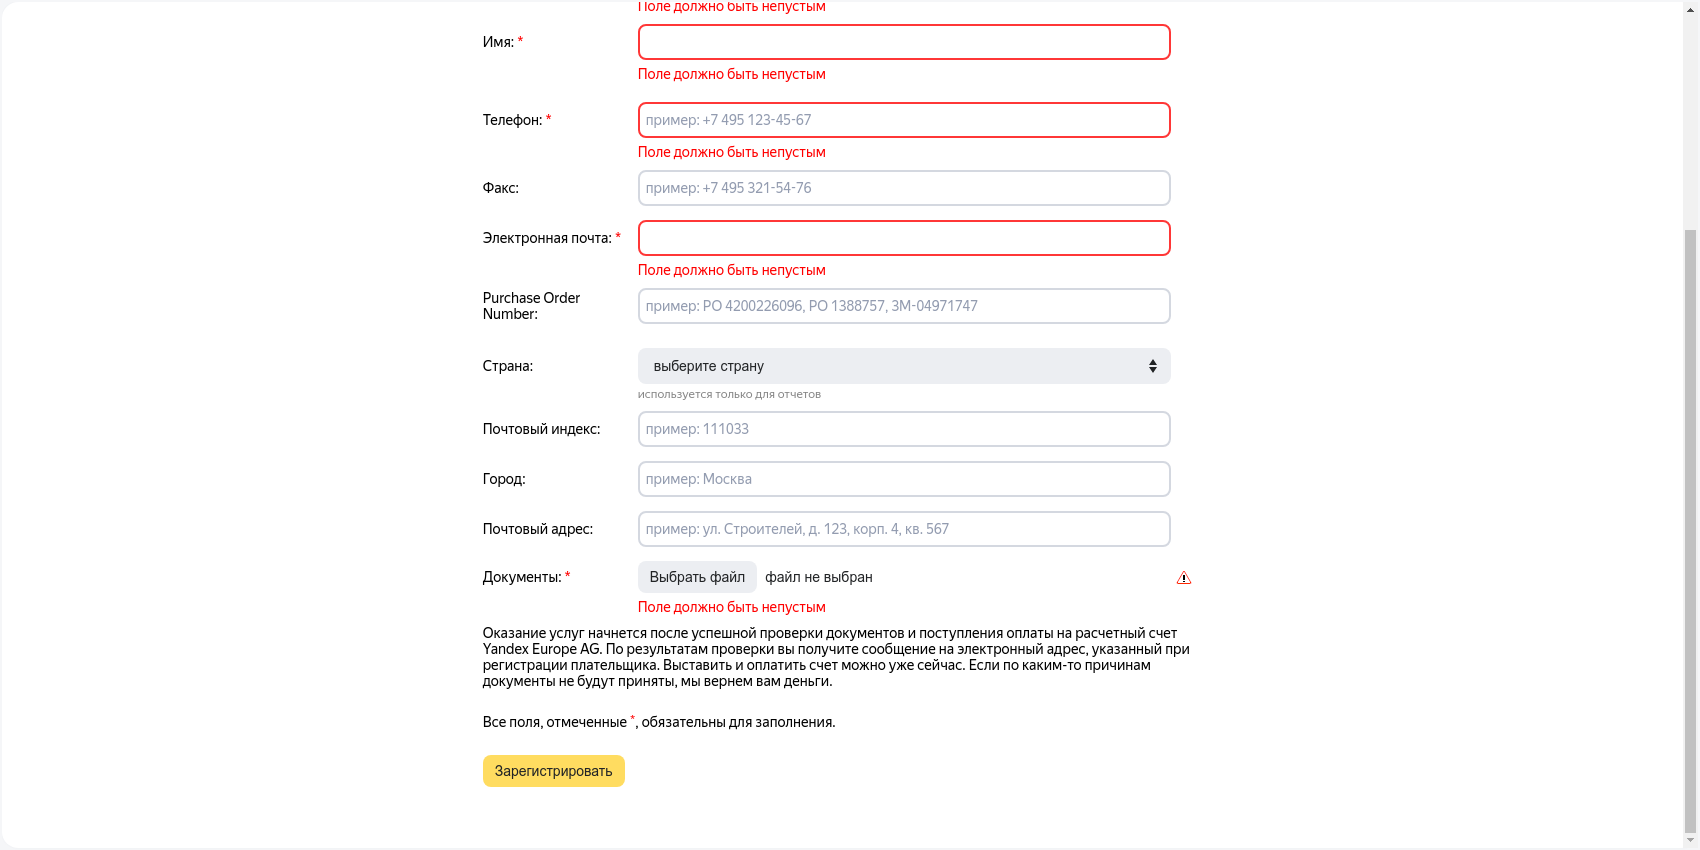 Поле должно быть непустым
Имя: *
Поле должно быть непустым
Телефон: *
пример: +7 495 123-45-67
Поле должно быть непустым
Факс:
пример: +7 495 321-54-76
Электронная почта: *
Поле должно быть непустым
Purchase Order
Number:
пример: PO 4200226096, PO 1388757, 3M-04971747
Страна:
выберите страну
используется только для отчетов
Почтовый индекс:
пример: 111033
Город:
пример: Москва
Почтовый адрес:
пример: ул. Строителей, д. 123, корп. 4, кв. 567
Документы: *
Выбрать файл файл не выбран
Поле должно быть непустым
Оказание услуг начнется после успешной проверки документов и поступления оплаты на расчетный счет
Yandex Europe AG. По результатам проверки вы получите сообщение на электронный адрес, указанный при
регистрации плательщика. Выставить и оплатить счет можно уже сейчас. Если по каким-то причинам
документы не будут приняты, мы вернем вам деньги.
Все поля, отмеченные *, обязательны для заполнения.
Зарегистрировать